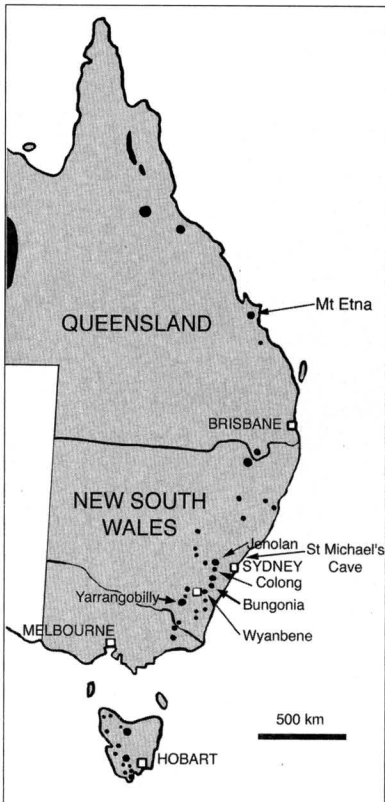 Mt Etna
QUEENSLAND
BRISBANE
NEW SOUTH
WALES
Jenolan
St Michael's
Cave
SYDNEY
Colong
Yarrangobilly
Bungonia
MELBOURNE
Wyanbene
500 km
HOBART